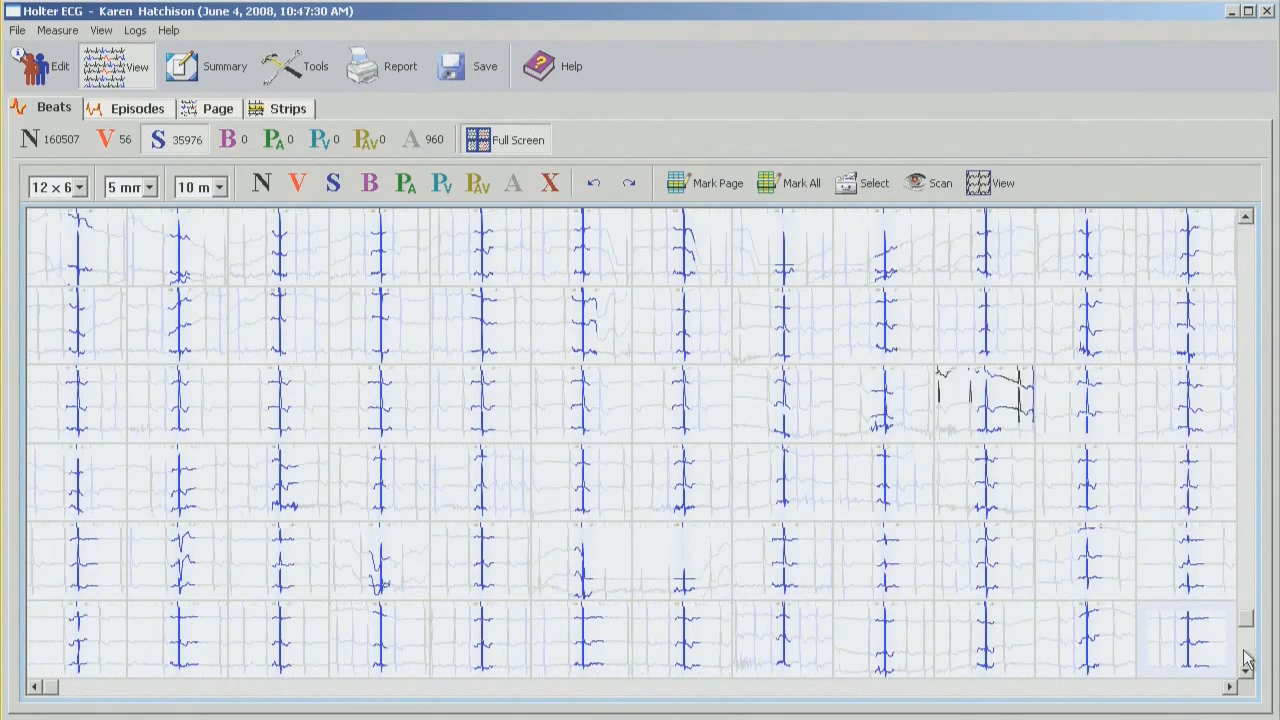 Holter ECG - Karen Hatchison (June 4, 2008, 10:47:30 AM)
File Measure View Logs Help
Edit View Summary Tools Report Save Help
Beats Episodes Page Strips
N 160507 V 56 S 35976 B 0 PA 0 PV 0 PAV 0 A 960 Full Screen
12 x 6 5 mm 10 m N V S B PA PV PAV A X Mark Page Mark All Select Scan View